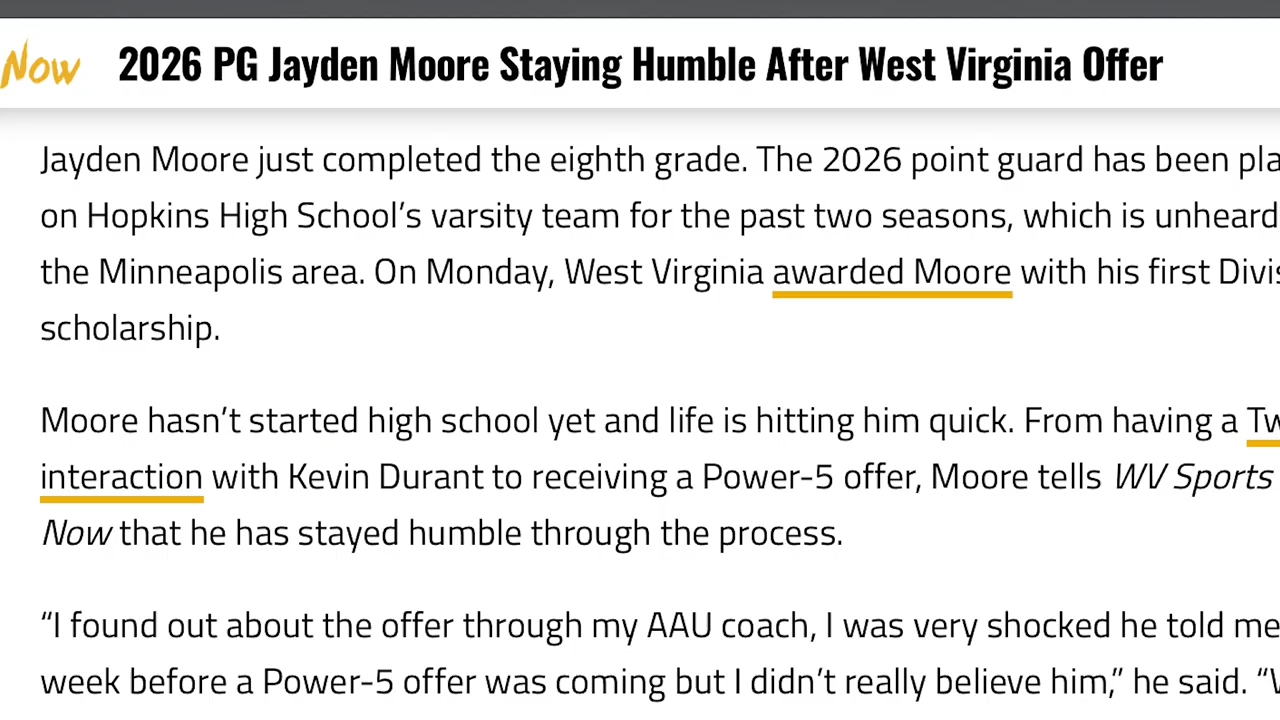 Now 2026 PG Jayden Moore Staying Humble After West Virginia Offer
Jayden Moore just completed the eighth grade. The 2026 point guard has been
on Hopkins High School’s varsity team for the past two seasons, which is unheard
the Minneapolis area. On Monday, West Virginia awarded Moore with his first
scholarship.
Moore hasn’t started high school yet and life is hitting him quick. From having a
interaction with Kevin Durant to receiving a Power-5 offer, Moore tells WV Sports
Now that he has stayed humble through the process.
“I found out about the offer through my AAU coach, I was very shocked he told me
week before a Power-5 offer was coming but I didn’t really believe him,” he said.